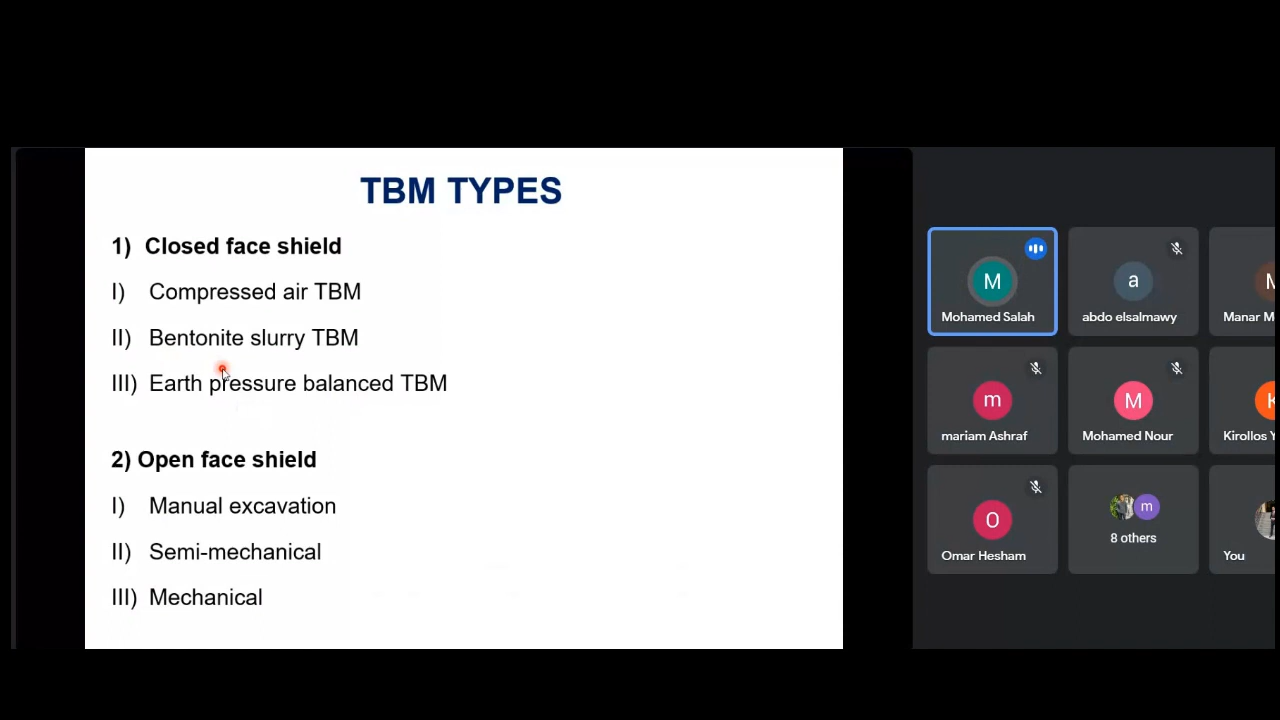 TBM TYPES
1) Closed face shield
I) Compressed air TBM
II) Bentonite slurry TBM
III) Earth pressure balanced TBM
2) Open face shield
I) Manual excavation
II) Semi-mechanical
III) Mechanical
M
a
M
Mohamed Salah
abdo elsalmawy
Manar M
m
M
K
mariam Ashraf
Mohamed Nour
Kirollos Y
O
m
8 others
Omar Hesham
You